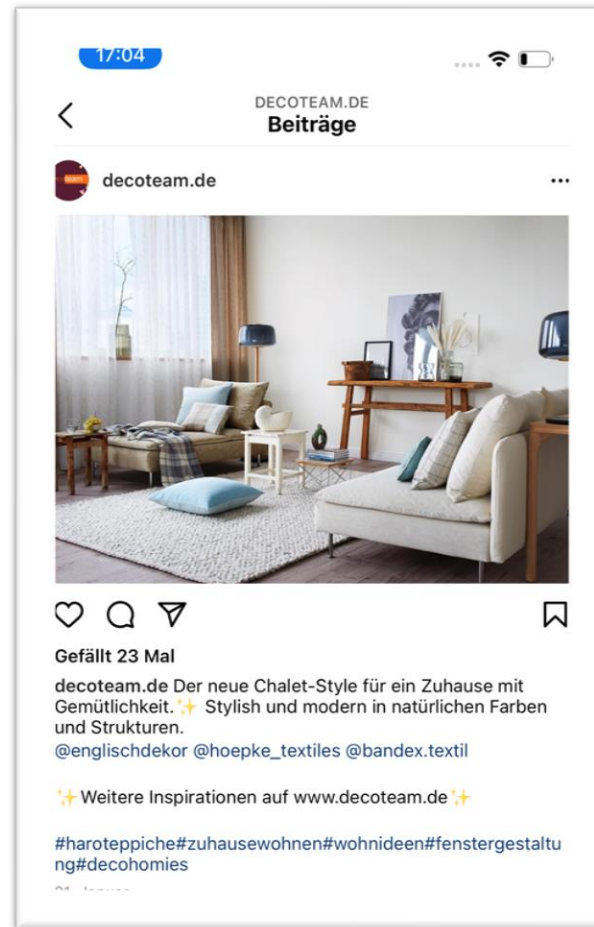 17:04
DECOTEAM.DE
Beiträge
decoteam.de
Gefällt 23 Mal
decoteam.de Der neue Chalet-Style für ein Zuhause mit
Gemütlichkeit.✨ Stylish und modern in natürlichen Farben
und Strukturen.
@englischdekor @hoepke_textiles @bandex.textil
✨Weitere Inspirationen auf www.decoteam.de✨
#haroteppiche#zuhausewohnen#wohnideen#fenstergestaltu
ng#decohomies